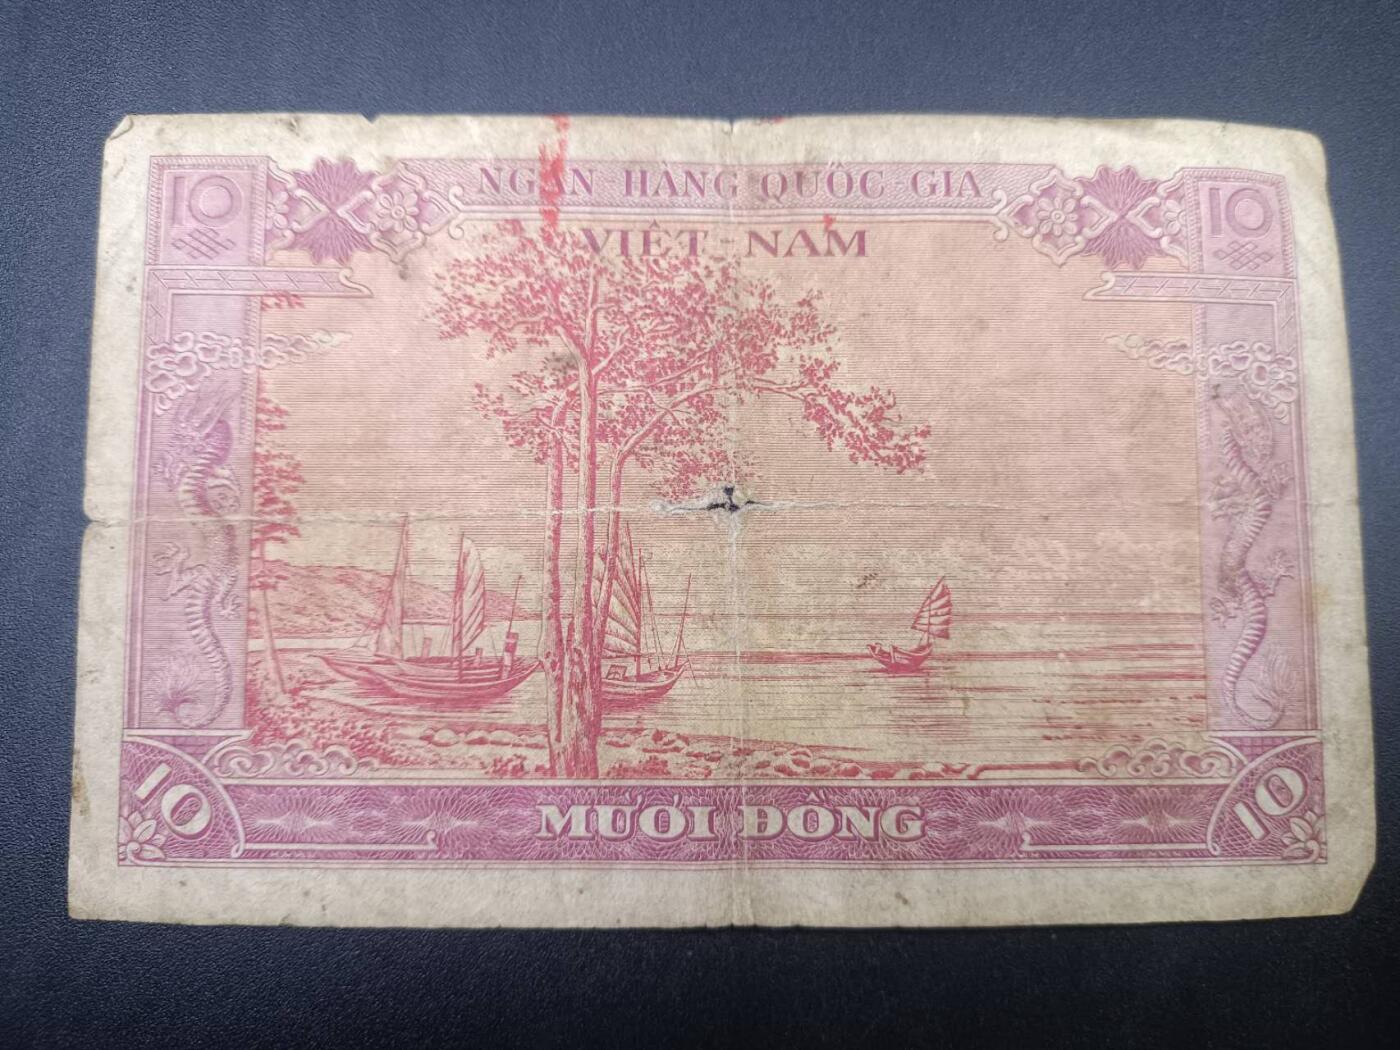 10 NGÂN-HÀNG QUỐC-GIA 10
VIỆT-NAM
10 MƯỜI ĐỒNG 10